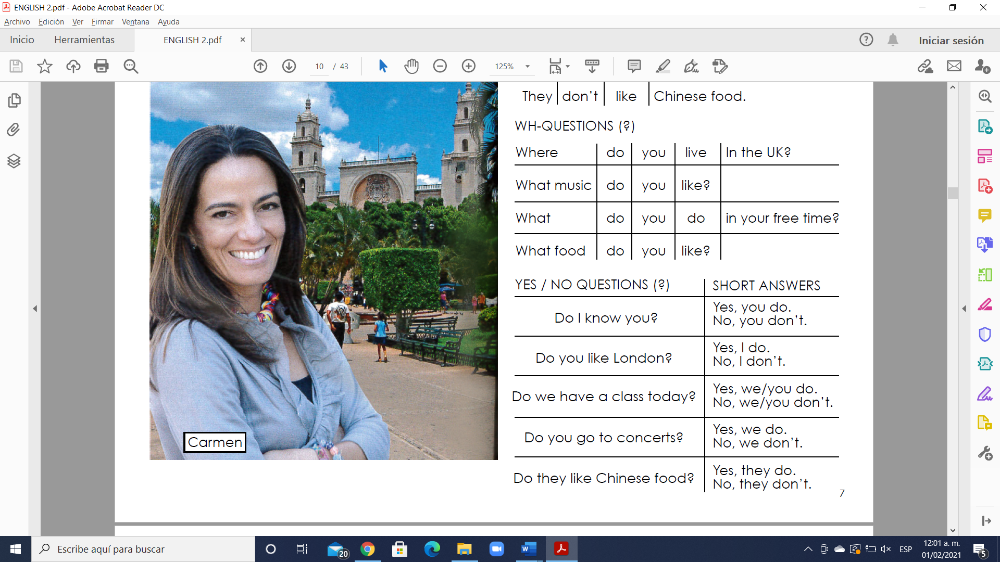 ENGLISH 2.pdf - Adobe Acrobat Reader DC
Archivo Edición Ver Firmar Ventana Ayuda
Inicio Herramientas ENGLISH 2.pdf × ? Iniciar sesión
10 / 43 125%
They don't like Chinese food.
WH-QUESTIONS (?)
Where do you live In the UK?
What music do you like?
What do you do in your free time?
What food do you like?
YES / NO QUESTIONS (?) SHORT ANSWERS
Do I know you? Yes, you do.
No, you don't.
Do you like London? Yes, I do.
No, I don't.
Do we have a class today? Yes, we/you do.
No, we/you don't.
Do you go to concerts? Yes, we do.
No, we don't.
Do they like Chinese food? Yes, they do.
No, they don't.
Carmen
7
Escribe aquí para buscar
20
ESP
12:01 a. m.
01/02/2021
5